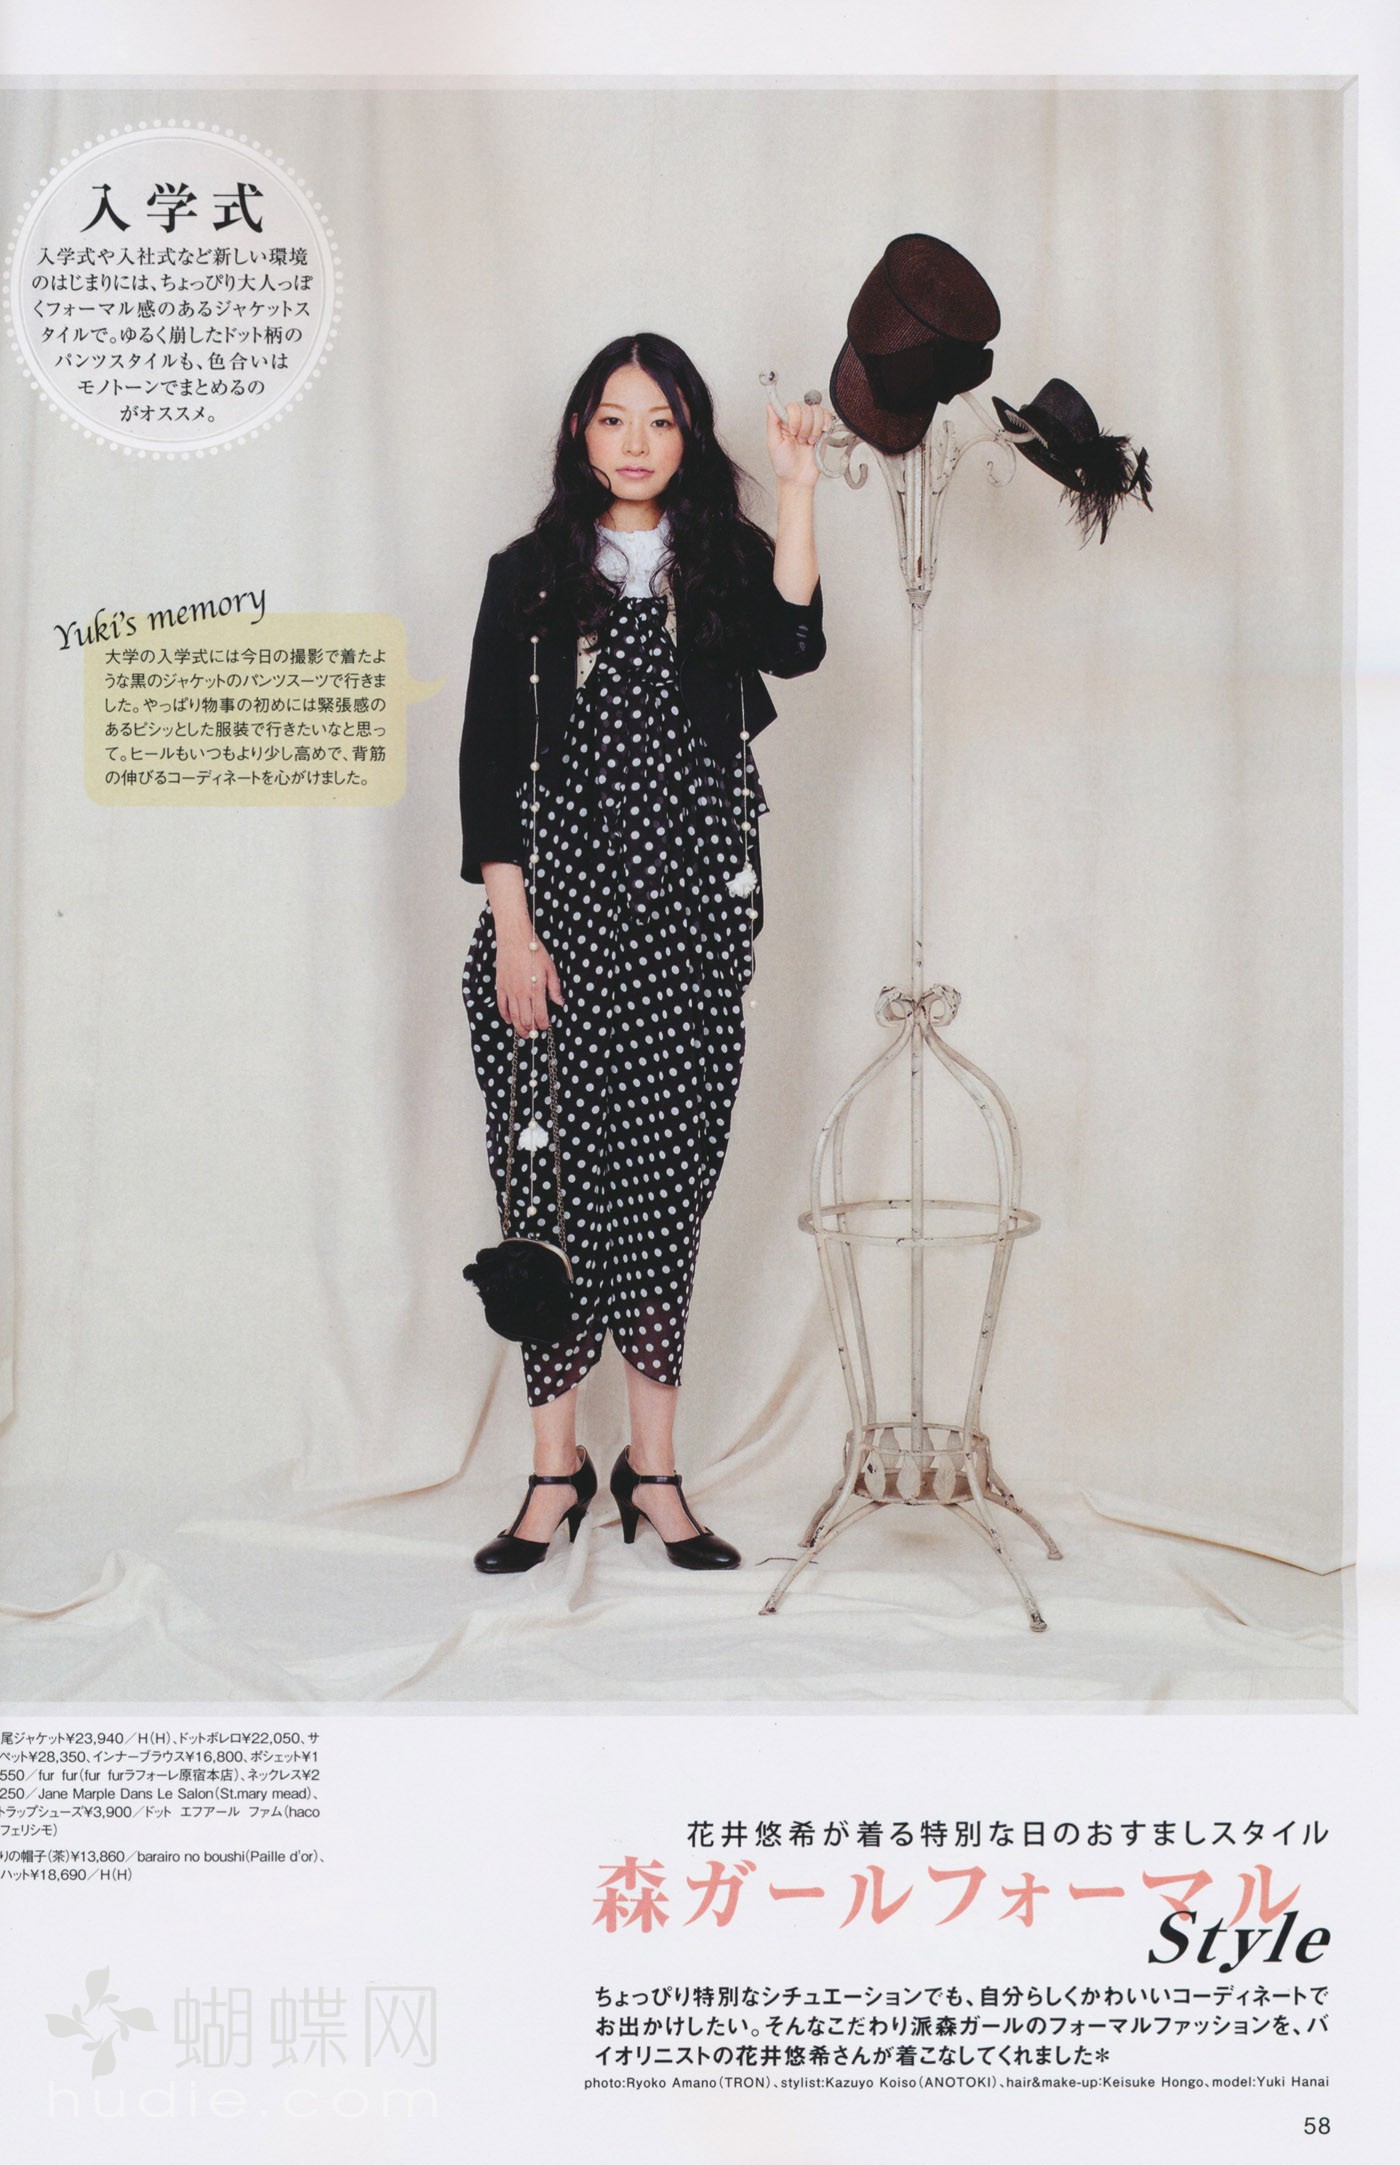 入学式
入学式や入社式など新しい環境
のはじまりには、ちょっぴり大人っぽ
くフォーマル感のあるジャケットス
タイルで。ゆるく崩したドット柄の
パンツスタイルも、色合いは
モノトーンでまとめるの
がオススメ。
Yuki's memory
大学の入学式には今日の撮影で着たよ
うな黒のジャケットのパンツスーツで行きま
した。やっぱり物事の初めには緊張感の
あるピシッとした服装で行きたいなと思っ
て。ヒールもいつもより少し高めで、背筋
の伸びるコーディネートを心がけました。
尾ジャケット¥23,940／H（H）、ドットボレロ¥22,050、サ
ペット¥28,350、インナーブラウス¥16,800、ポシェット¥1
550／fur fur（fur furラフォーレ原宿本店）、ネックレス¥2
250／Jane Marple Dans Le Salon（St.mary mead）、
トラップシューズ¥3,900／ドット エフアール ファム（haco
フェリシモ）
りの帽子（茶）¥13,860／barairo no boushi（Paille d'or）、
ハット¥18,690／H（H）
花井悠希が着る特別な日のおすましスタイル
森ガールフォーマル
Style
ちょっぴり特別なシチュエーションでも、自分らしくかわいいコーディネートで
お出かけしたい。そんなこだわり派森ガールのフォーマルファッションを、バ
イオリニストの花井悠希さんが着こなしてくれました＊
photo:Ryoko Amano（TRON）、stylist:Kazuyo Koiso（ANOTOKI）、hair&make-up:Keisuke Hongo、model:Yuki Hanai
58
蝴蝶网
hudie.com